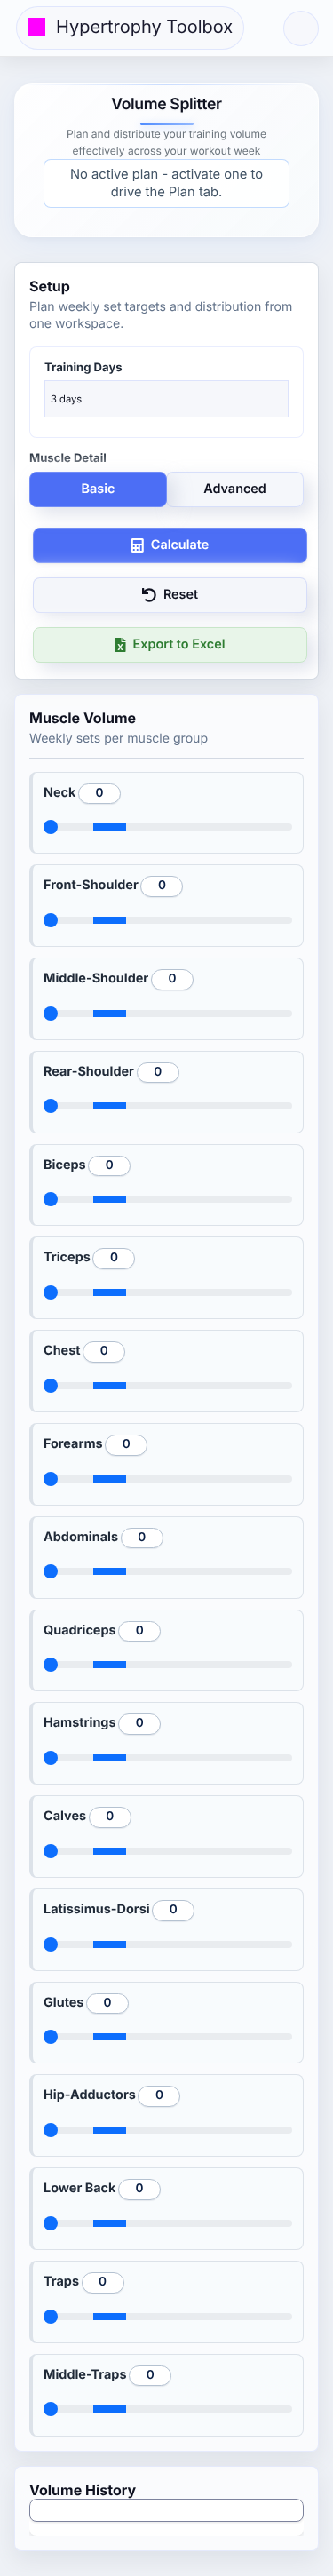 Hypertrophy Toolbox
Volume Splitter
Plan and distribute your training volume
effectively across your workout week
No active plan - activate one to
drive the Plan tab.
Setup
Plan weekly set targets and distribution from
one workspace.
Training Days
3 days
Muscle Detail
Basic
Advanced
Calculate
Reset
Export to Excel
Muscle Volume
Weekly sets per muscle group
Neck 0
Front-Shoulder 0
Middle-Shoulder 0
Rear-Shoulder 0
Biceps 0
Triceps 0
Chest 0
Forearms 0
Abdominals 0
Quadriceps 0
Hamstrings 0
Calves 0
Latissimus-Dorsi 0
Glutes 0
Hip-Adductors 0
Lower Back 0
Traps 0
Middle-Traps 0
Volume History